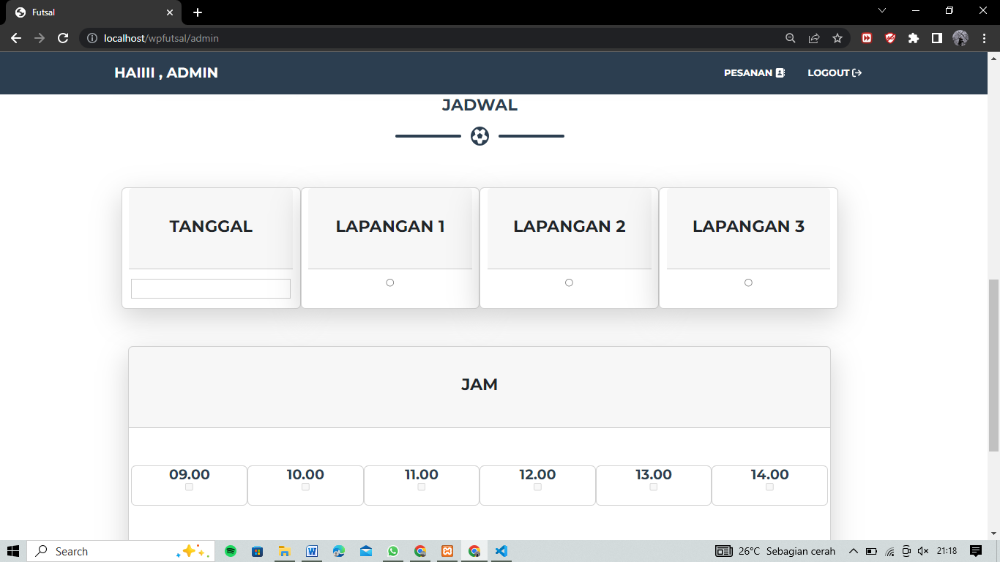 Futsal
localhost/wpfutsal/admin
HAIIII , ADMIN
PESANAN
LOGOUT
JADWAL
TANGGAL
LAPANGAN 1
LAPANGAN 2
LAPANGAN 3
JAM
09.00
10.00
11.00
12.00
13.00
14.00
Search
26°C Sebagian cerah
21:18